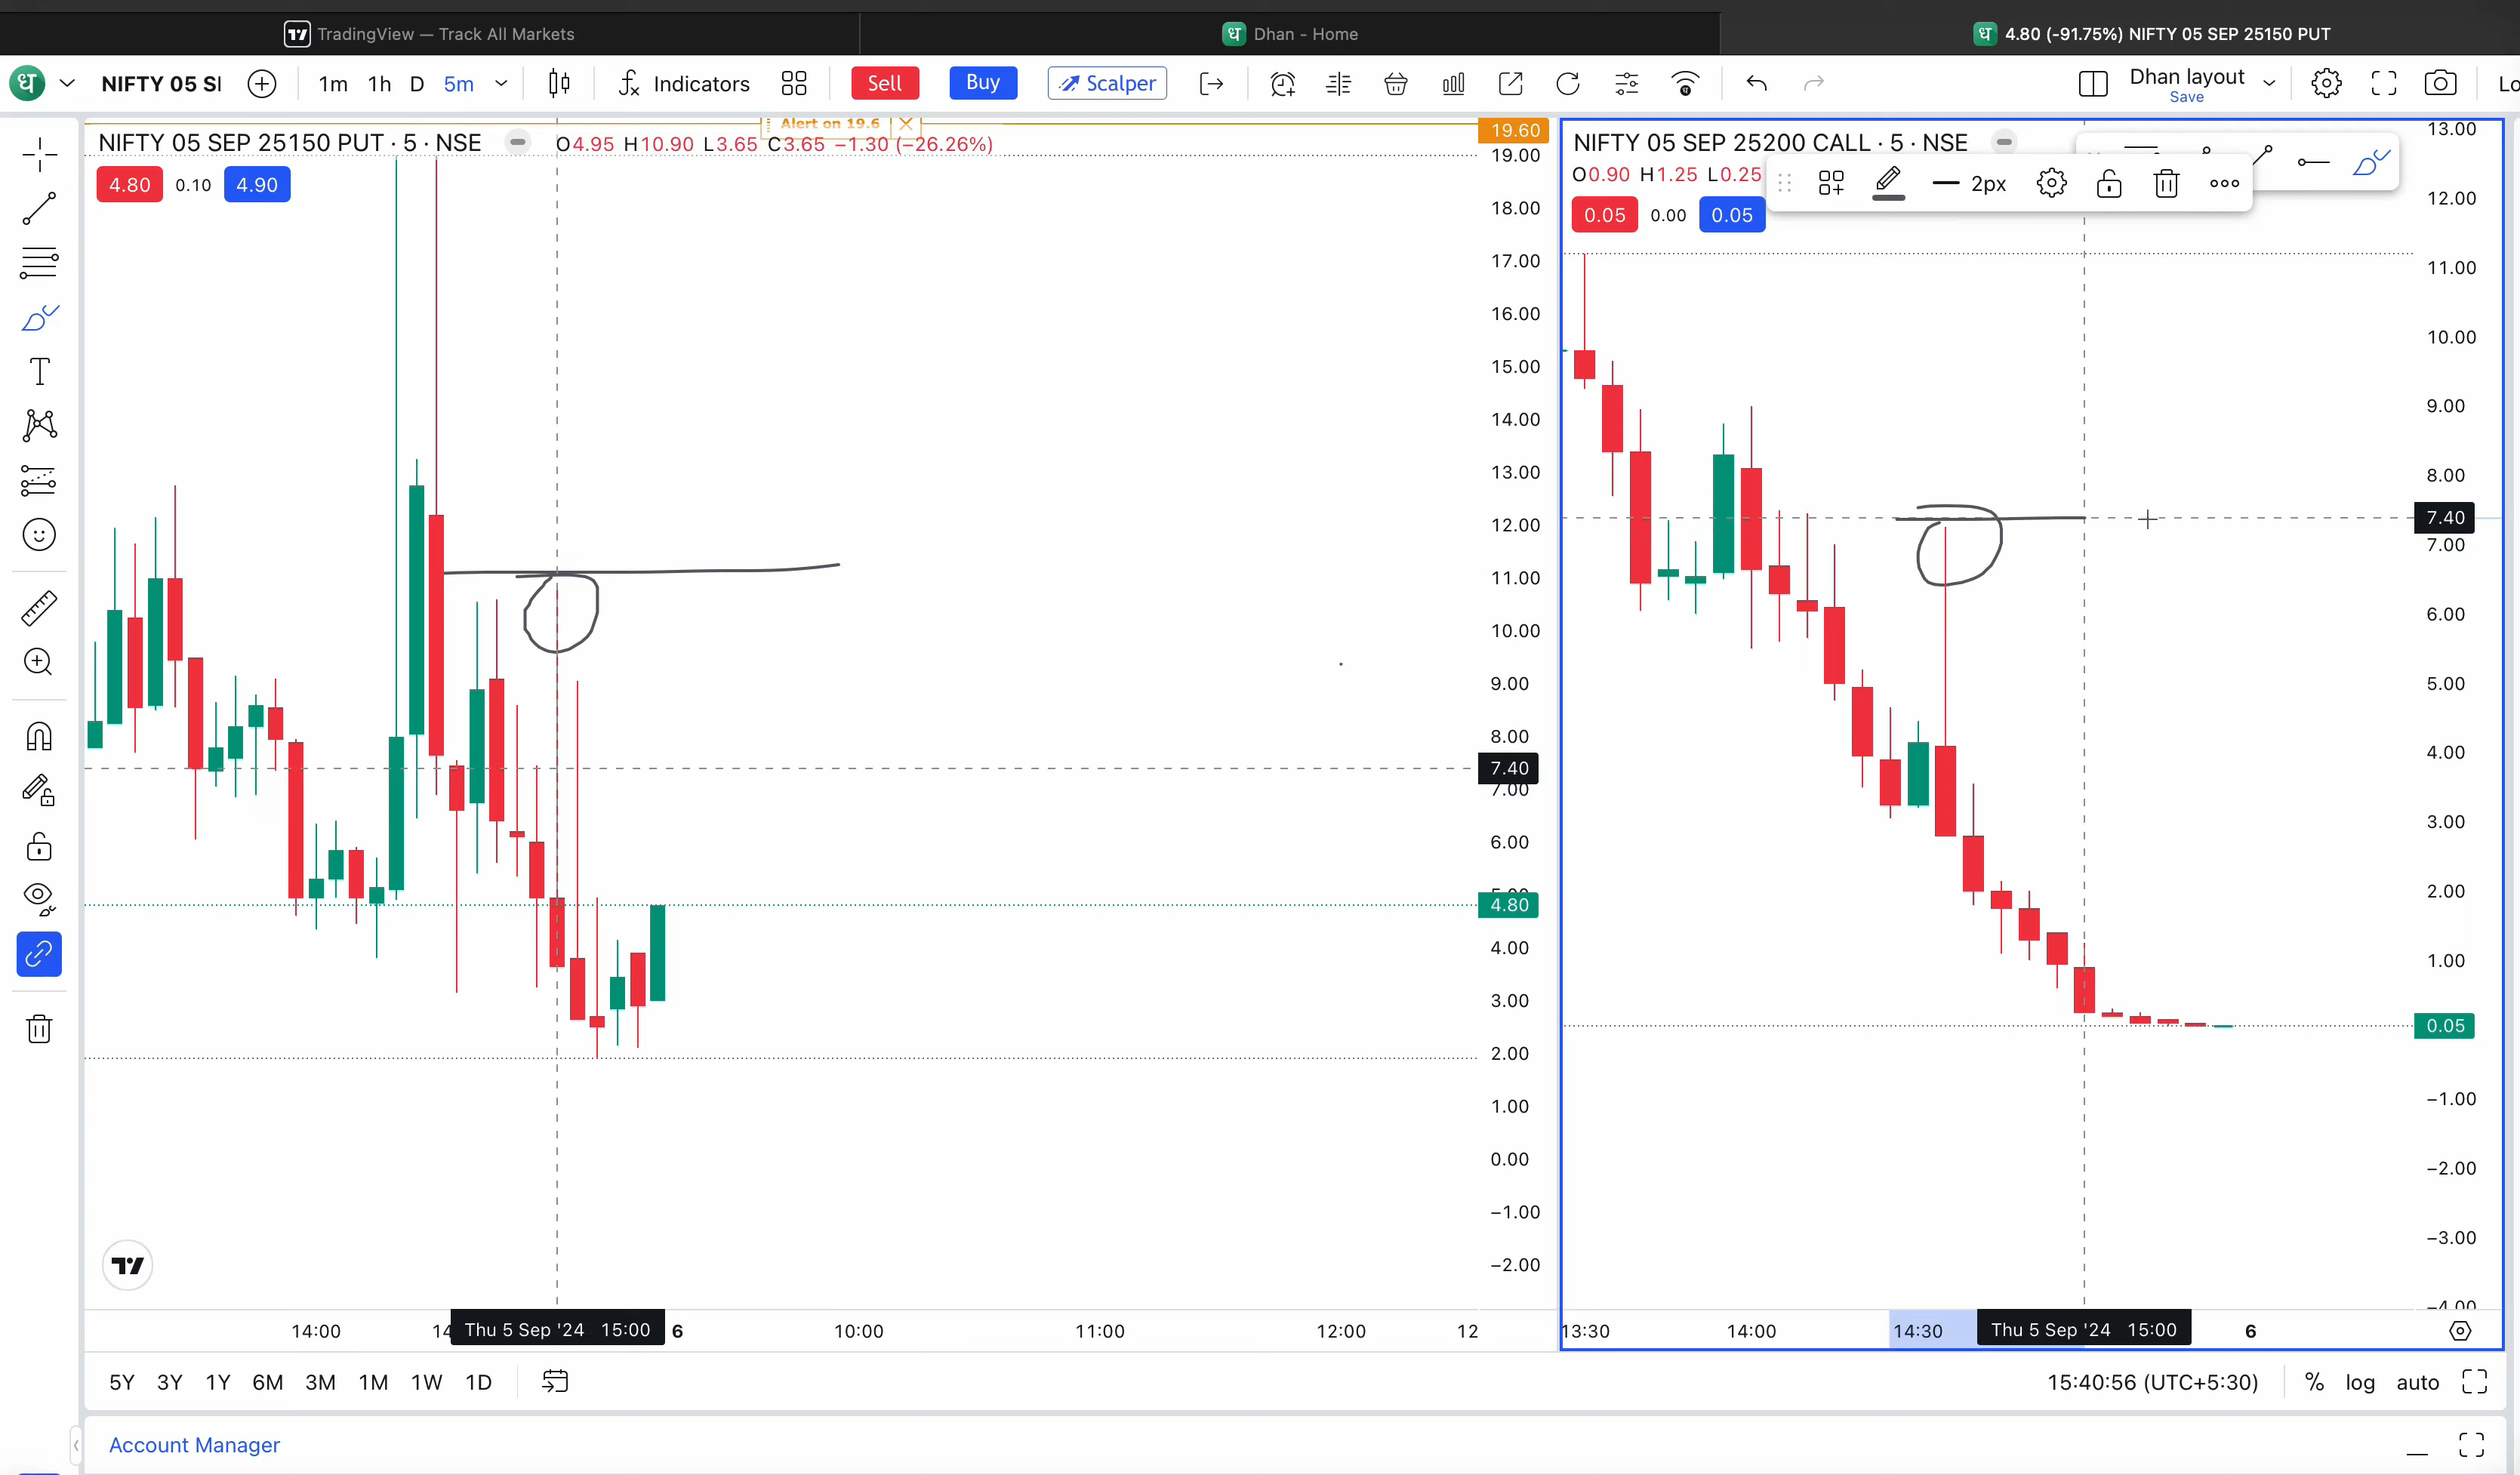 TradingView — Track All Markets
Dhan - Home
4.80 (-91.75%) NIFTY 05 SEP 25150 PUT
NIFTY 05 SI
1m 1h D 5m
Indicators
Sell
Buy
Scalper
Dhan layout
Save
Lo
Alert on 19.6
NIFTY 05 SEP 25150 PUT · 5 · NSE
O4.95 H10.90 L3.65 C3.65 −1.30 (−26.26%)
4.80 0.10 4.90
19.60
19.00
18.00
17.00
16.00
15.00
14.00
13.00
12.00
11.00
10.00
9.00
8.00
7.40
7.00
6.00
5.00
4.80
4.00
3.00
2.00
1.00
0.00
−1.00
−2.00
14:00
14
Thu 5 Sep '24 15:00
6
10:00
11:00
12:00
12
NIFTY 05 SEP 25200 CALL · 5 · NSE
O0.90 H1.25 L0.25
0.05 0.00 0.05
2px
13.00
12.00
11.00
10.00
9.00
8.00
7.40
7.00
6.00
5.00
4.00
3.00
2.00
1.00
0.05
−1.00
−2.00
−3.00
−4.00
13:30
14:00
14:30
Thu 5 Sep '24 15:00
6
5Y 3Y 1Y 6M 3M 1M 1W 1D
15:40:56 (UTC+5:30)
% log auto
Account Manager